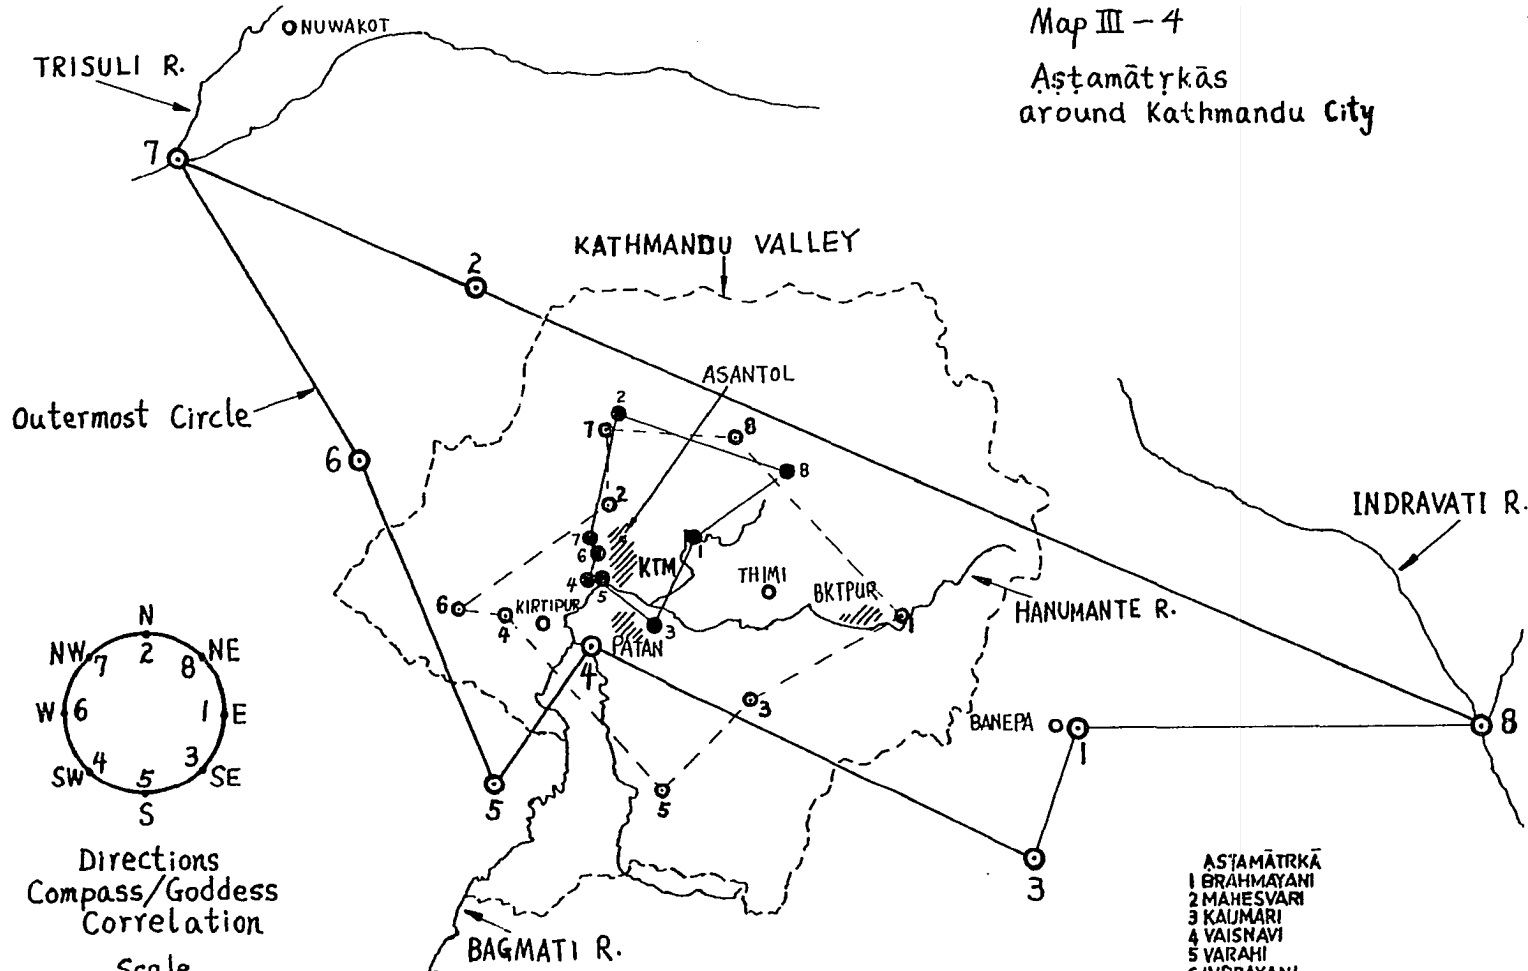 Map III – 4
Aṣṭamātṛkās
around Kathmandu City
NUWAKOT
TRISULI R.
7
2
KATHMANDU VALLEY
ASANTOL
Outermost Circle
6
2
7
8
8
2
INDRAVATI R.
7
6
KTM
1
4
5
THIMI
BKTPUR
HANUMANTE R.
6
4
KIRTIPUR
3
1
PATAN
4
3
BANEPA
1
8
5
5
3
N
NW 7 2 8 NE
W 6 1 E
SW 4 5 3 SE
S
Directions
Compass/Goddess
Correlation
Scale
BAGMATI R.
AṢṬAMĀTṚKĀ
1 BRAHMAYANI
2 MAHESVARI
3 KAUMARI
4 VAISNAVI
5 VARAHI